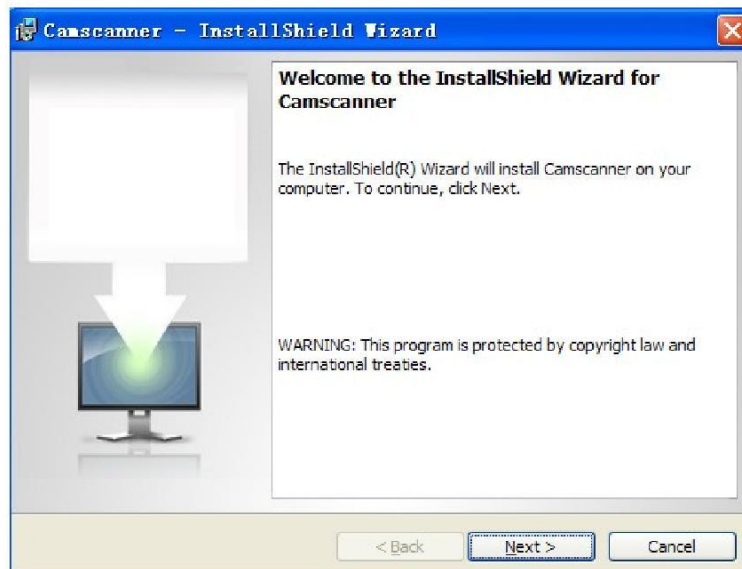 Camscanner - InstallShield Wizard
Welcome to the InstallShield Wizard for
Camscanner
The InstallShield(R) Wizard will install Camscanner on your
computer. To continue, click Next.
WARNING: This program is protected by copyright law and
international treaties.
< Back
Next >
Cancel